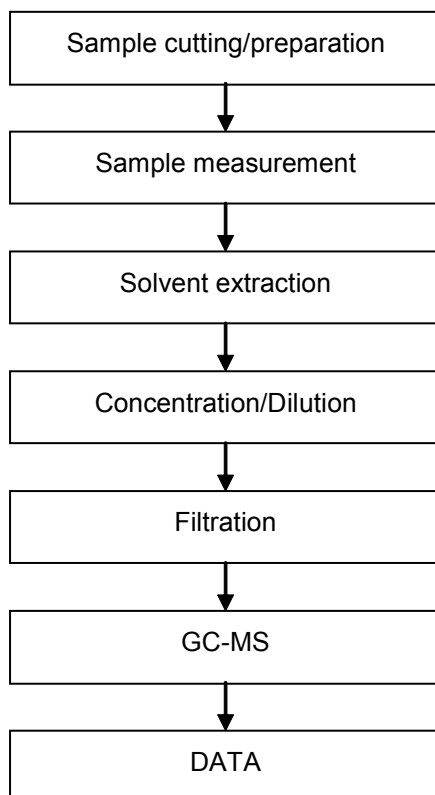 Sample cutting/preparation
Sample measurement
Solvent extraction
Concentration/Dilution
Filtration
GC-MS
DATA